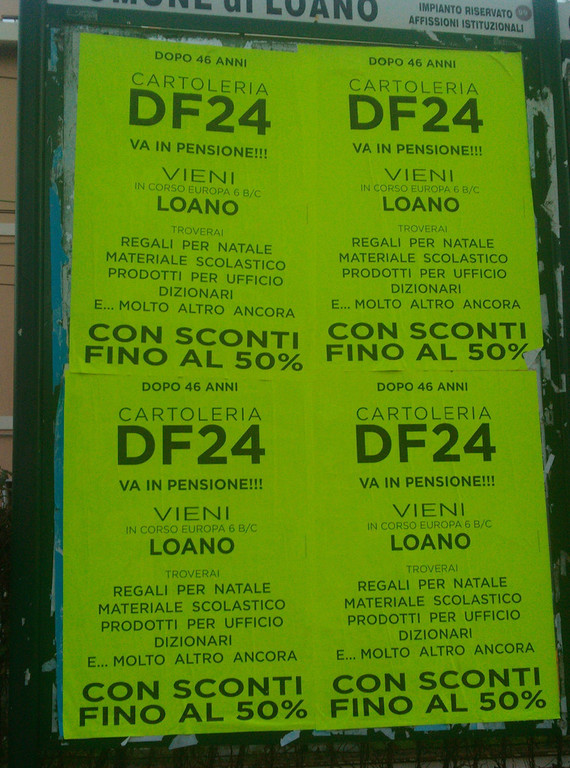 COMUNE di LOANO
IMPIANTO RISERVATO
AFFISSIONI ISTITUZIONALI
DOPO 46 ANNI
CARTOLERIA
DF24
VA IN PENSIONE!!!
VIENI
IN CORSO EUROPA 6 B/C
LOANO
TROVERAI
REGALI PER NATALE
MATERIALE SCOLASTICO
PRODOTTI PER UFFICIO
DIZIONARI
E... MOLTO ALTRO ANCORA
CON SCONTI
FINO AL 50%
DOPO 46 ANNI
CARTOLERIA
DF24
VA IN PENSIONE!!!
VIENI
IN CORSO EUROPA 6 B/C
LOANO
TROVERAI
REGALI PER NATALE
MATERIALE SCOLASTICO
PRODOTTI PER UFFICIO
DIZIONARI
E... MOLTO ALTRO ANCORA
CON SCONTI
FINO AL 50%
DOPO 46 ANNI
CARTOLERIA
DF24
VA IN PENSIONE!!!
VIENI
IN CORSO EUROPA 6 B/C
LOANO
TROVERAI
REGALI PER NATALE
MATERIALE SCOLASTICO
PRODOTTI PER UFFICIO
DIZIONARI
E... MOLTO ALTRO ANCORA
CON SCONTI
FINO AL 50%
DOPO 46 ANNI
CARTOLERIA
DF24
VA IN PENSIONE!!!
VIENI
IN CORSO EUROPA 6 B/C
LOANO
TROVERAI
REGALI PER NATALE
MATERIALE SCOLASTICO
PRODOTTI PER UFFICIO
DIZIONARI
E... MOLTO ALTRO ANCORA
CON SCONTI
FINO AL 50%